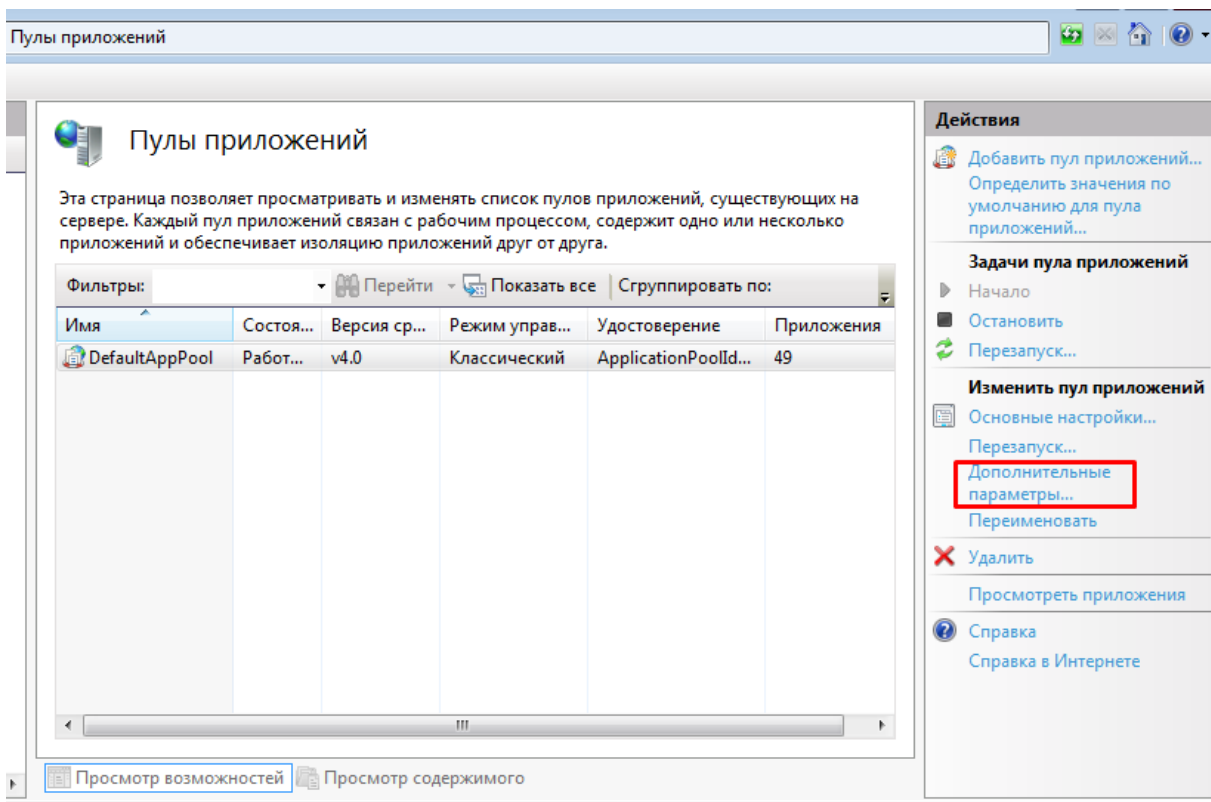 Пулы приложений
Пулы приложений
Эта страница позволяет просматривать и изменять список пулов приложений, существующих на
сервере. Каждый пул приложений связан с рабочим процессом, содержит одно или несколько
приложений и обеспечивает изоляцию приложений друг от друга.
Фильтры: Перейти Показать все Сгруппировать по:
Имя Состоя... Версия ср... Режим управ... Удостоверение Приложения
DefaultAppPool Работ... v4.0 Классический ApplicationPoolId... 49
Просмотр возможностей Просмотр содержимого
Действия
Добавить пул приложений...
Определить значения по
умолчанию для пула
приложений...
Задачи пула приложений
Начало
Остановить
Перезапуск...
Изменить пул приложений
Основные настройки...
Перезапуск...
Дополнительные
параметры...
Переименовать
Удалить
Просмотреть приложения
Справка
Справка в Интернете